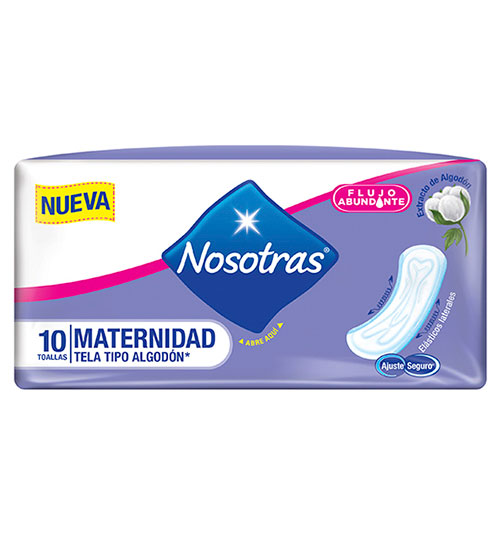 NUEVA
Nosotras®
FLUJO
ABUNDANTE
Extracto de Algodón
10 MATERNIDAD
TOALLAS TELA TIPO ALGODÓN*
ABRE AQUÍ
Elásticos laterales
Ajuste Seguro®